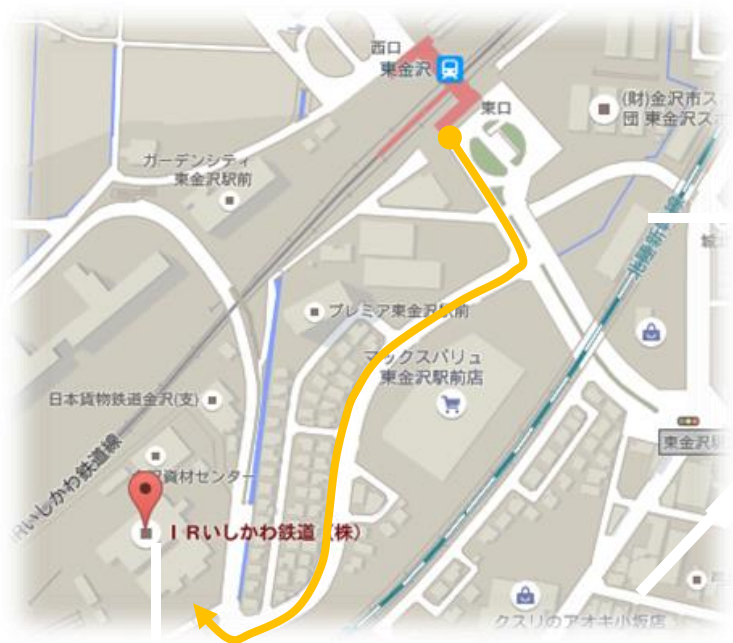 西口
東金沢
東口
(財)金沢市ス
団 東金沢ス
ガーデンシティ
東金沢駅前
プレミア東金沢駅前
マックスバリュ
東金沢駅前店
日本貨物鉄道金沢(支)
資材センター
IRいしかわ鉄道線
IRいしかわ鉄道(株)
東金沢駅
クスリのアオキ小坂店